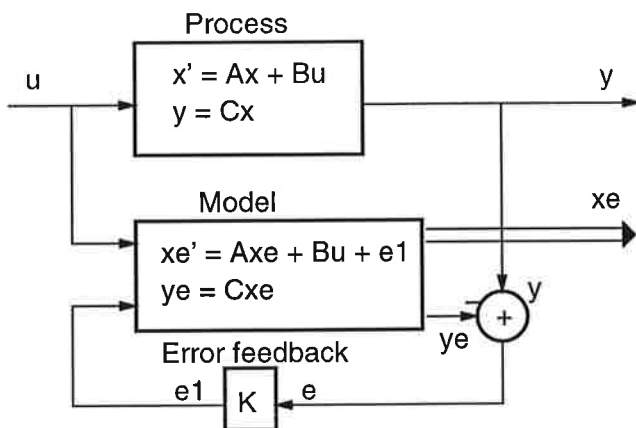 Process
u
x' = Ax + Bu
y = Cx
y
Model
xe
xe' = Axe + Bu + e1
ye = Cxe
y
−
+
ye
Error feedback
e1
K
e